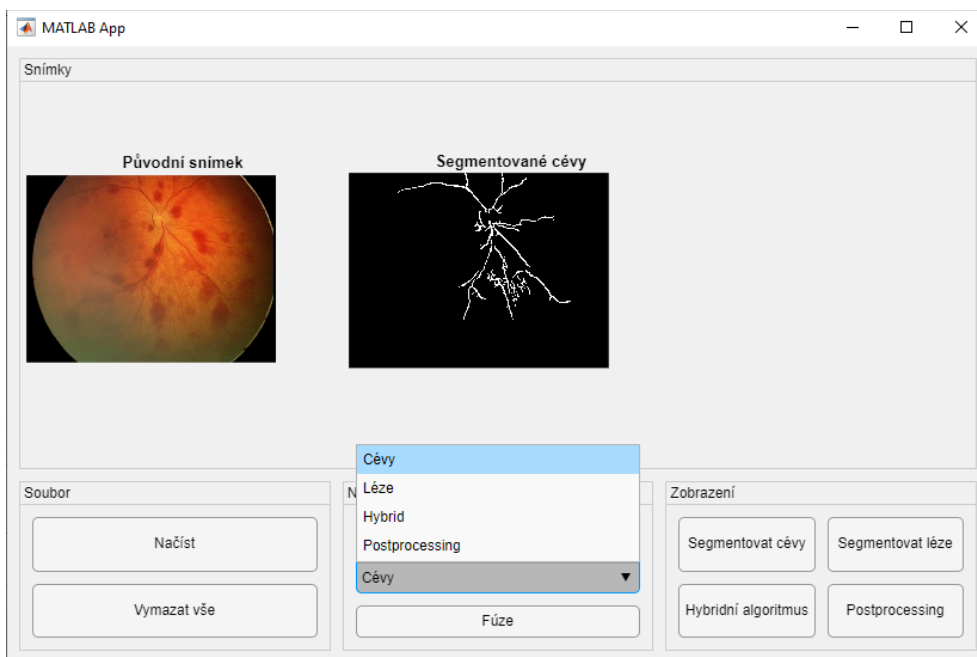 MATLAB App
Snímky
Původní snímek
Segmentované cévy
Soubor
Načíst
Vymazat vše
N
Cévy
Léze
Hybrid
Postprocessing
Cévy
Fúze
Zobrazení
Segmentovat cévy
Segmentovat léze
Hybridní algoritmus
Postprocessing